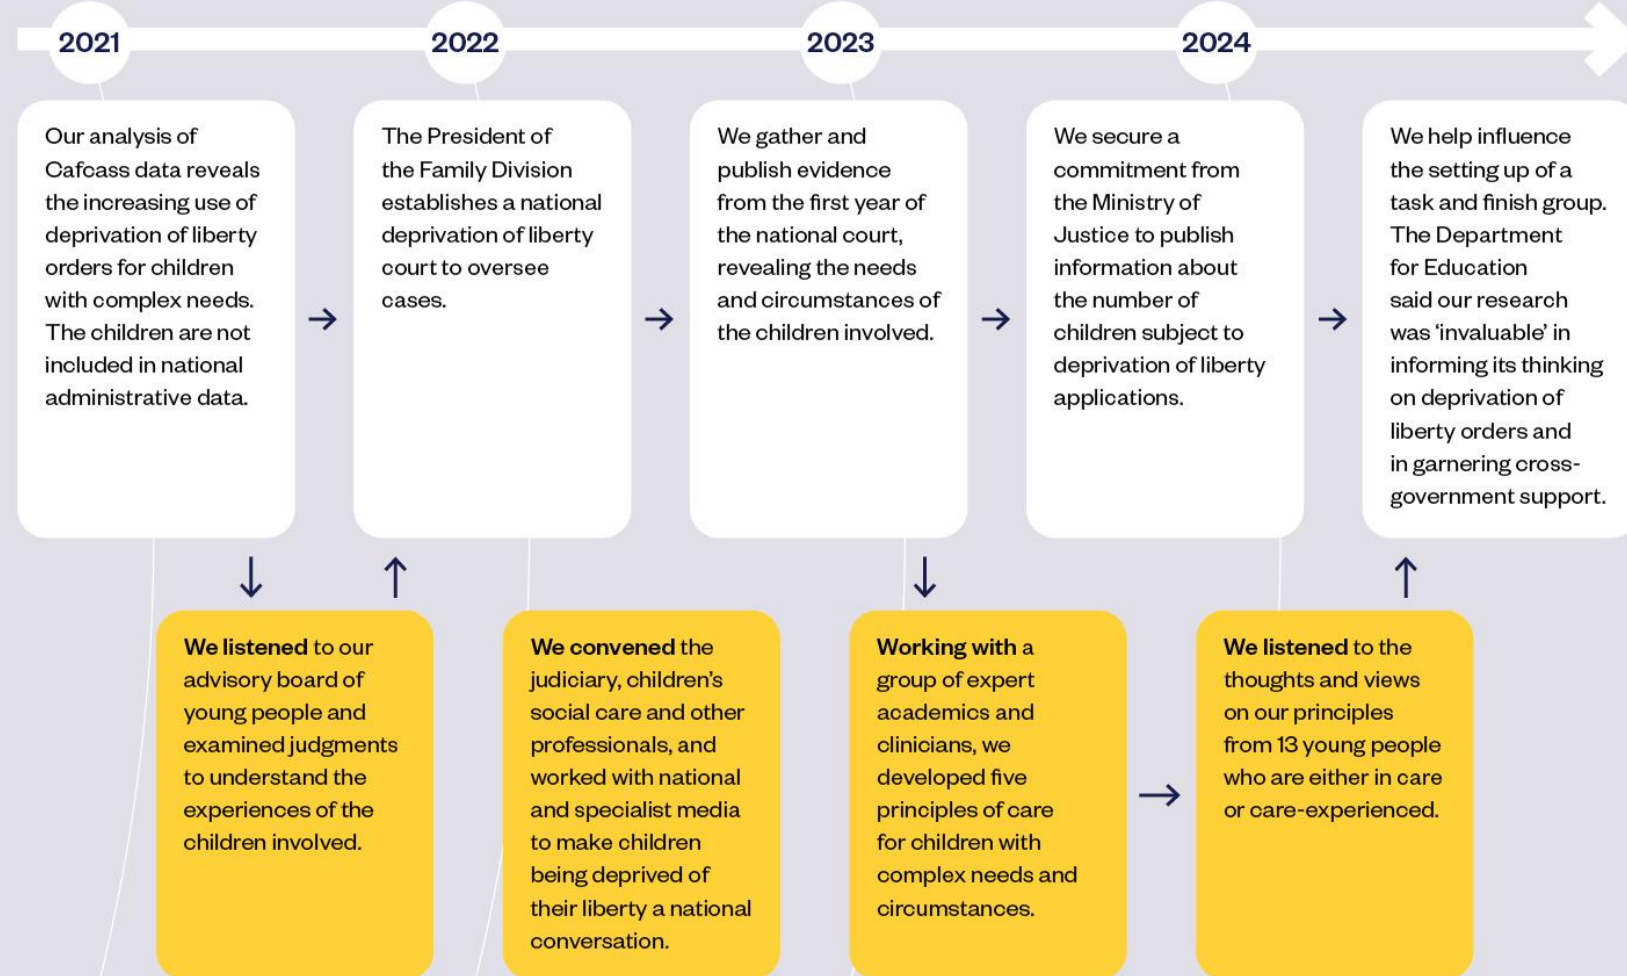 2021
2022
2023
2024
Our analysis of
Cafcass data reveals
the increasing use of
deprivation of liberty
orders for children
with complex needs.
The children are not
included in national
administrative data.
The President of
the Family Division
establishes a national
deprivation of liberty
court to oversee
cases.
We gather and
publish evidence
from the first year of
the national court,
revealing the needs
and circumstances of
the children involved.
We secure a
commitment from
the Ministry of
Justice to publish
information about
the number of
children subject to
deprivation of liberty
applications.
We help influence
the setting up of a
task and finish group.
The Department
for Education
said our research
was ‘invaluable’ in
informing its thinking
on deprivation of
liberty orders and
in garnering cross-
government support.
We listened to our
advisory board of
young people and
examined judgments
to understand the
experiences of the
children involved.
We convened the
judiciary, children’s
social care and other
professionals, and
worked with national
and specialist media
to make children
being deprived of
their liberty a national
conversation.
Working with a
group of expert
academics and
clinicians, we
developed five
principles of care
for children with
complex needs and
circumstances.
We listened to the
thoughts and views
on our principles
from 13 young people
who are either in care
or care-experienced.